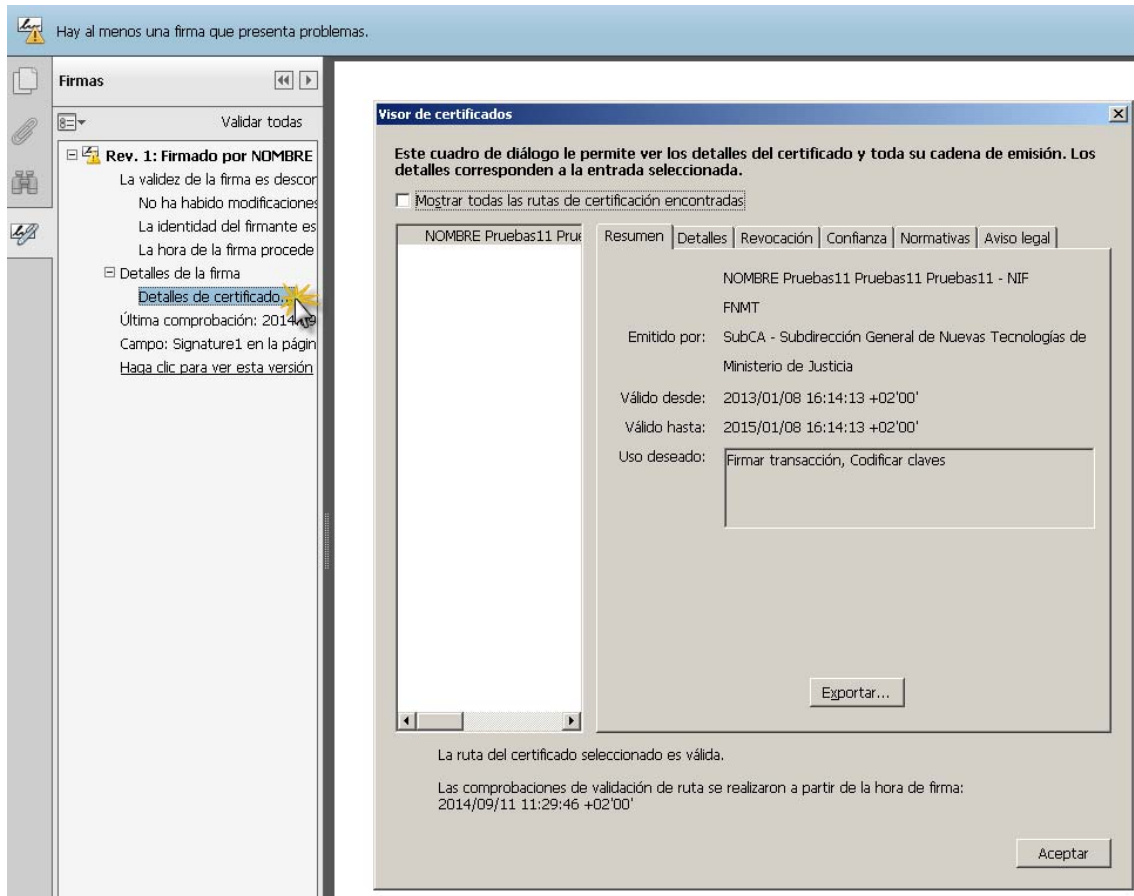 Hay al menos una firma que presenta problemas.
Firmas
Validar todas
Rev. 1: Firmado por NOMBRE
La validez de la firma es descor
No ha habido modificaciones
La identidad del firmante es
La hora de la firma procede
Detalles de la firma
Detalles de certificado...
Última comprobación: 2014
Campo: Signature1 en la págin
Haga clic para ver esta versión
Visor de certificados
Este cuadro de diálogo le permite ver los detalles del certificado y toda su cadena de emisión. Los
detalles corresponden a la entrada seleccionada.
Mostrar todas las rutas de certificación encontradas
NOMBRE Pruebas11 Prue
Resumen Detalles Revocación Confianza Normativas Aviso legal
NOMBRE Pruebas11 Pruebas11 Pruebas11 - NIF
FNMT
Emitido por: SubCA - Subdirección General de Nuevas Tecnologías de
Ministerio de Justicia
Válido desde: 2013/01/08 16:14:13 +02'00'
Válido hasta: 2015/01/08 16:14:13 +02'00'
Uso deseado: Firmar transacción, Codificar claves
Exportar...
La ruta del certificado seleccionado es válida.
Las comprobaciones de validación de ruta se realizaron a partir de la hora de firma:
2014/09/11 11:29:46 +02'00'
Aceptar